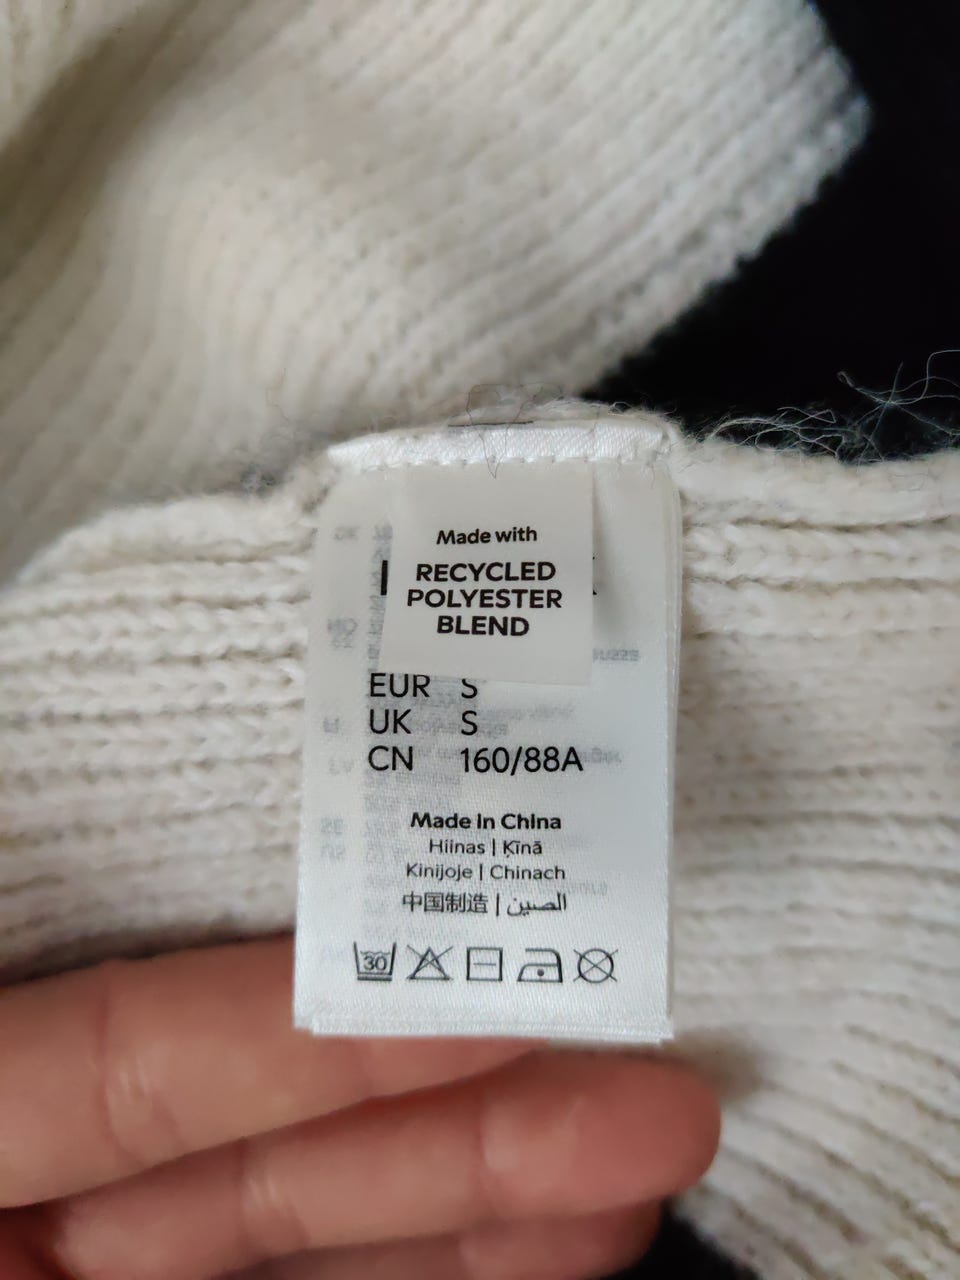 Made with
RECYCLED
POLYESTER
BLEND
EUR S
UK S
CN 160/88A
Made in China
Hiinas | Ķīnā
Kinijoje | Chinach
中国制造 | الصين
30